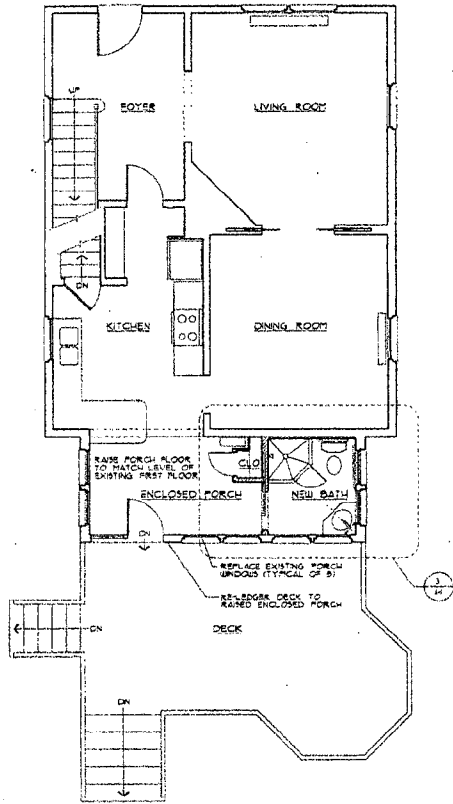 UP
FOYER
LIVING ROOM
DN
KITCHEN
DINING ROOM
RAISE PORCH FLOOR
TO MATCH LEVEL OF
EXISTING FIRST FLOOR
CLO
ENCLOSED PORCH
NEW BATH
REPLACE EXISTING PORCH
WINDOWS (TYPICAL OF
RE-LEDGER DECK TO
RAISED ENCLOSED PORCH
3
DN
DECK
DN